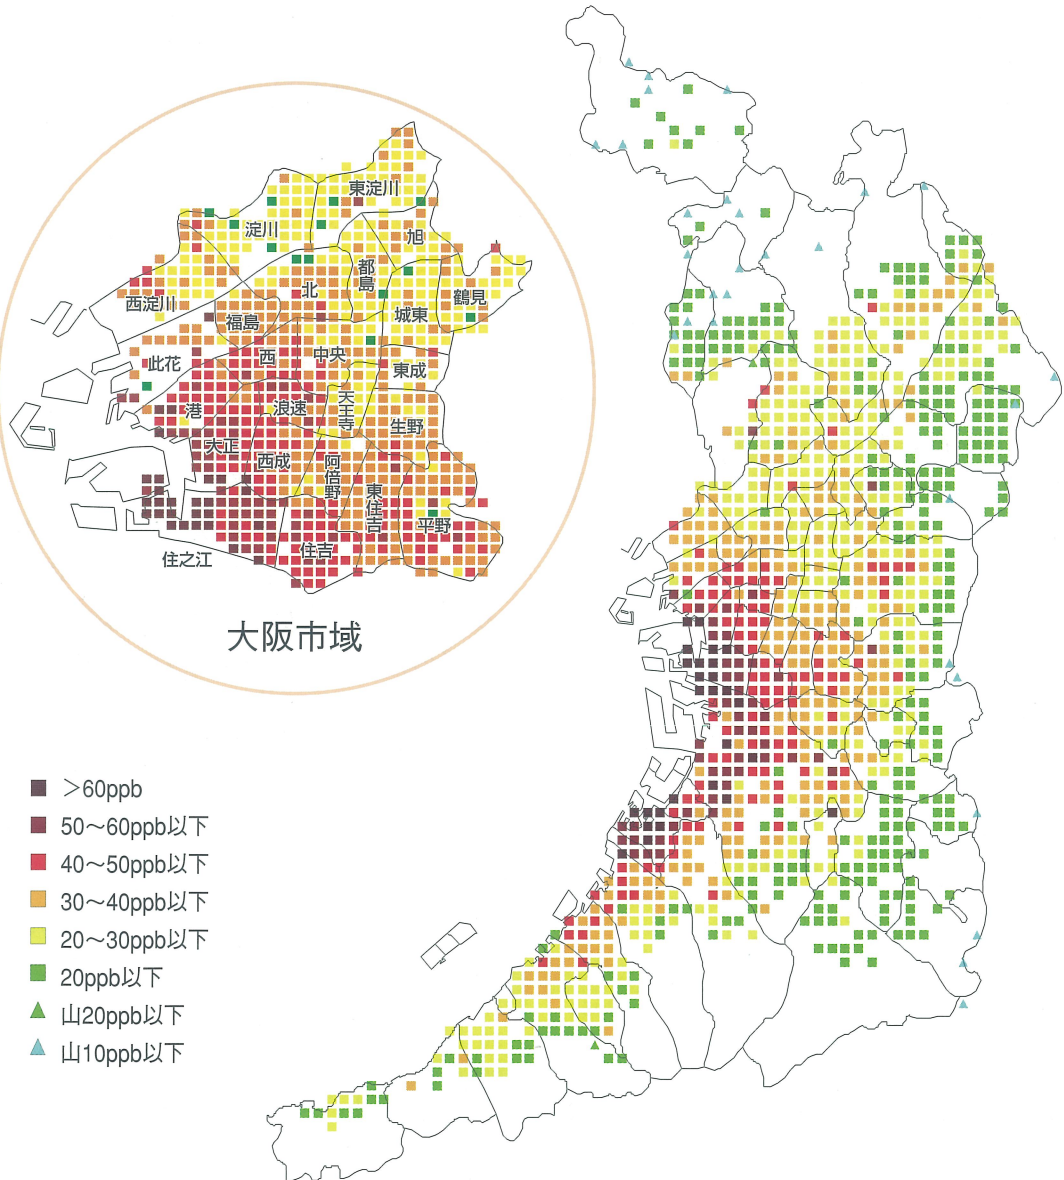 東淀川
淀川
旭
都島
北
鶴見
西淀川
福島
城東
西
中央
此花
東成
港
浪速
天王寺
生野
大正
西成
阿倍野
東住吉
平野
住吉
住之江
大阪市域
＞60ppb
50～60ppb以下
40～50ppb以下
30～40ppb以下
20～30ppb以下
20ppb以下
山20ppb以下
山10ppb以下